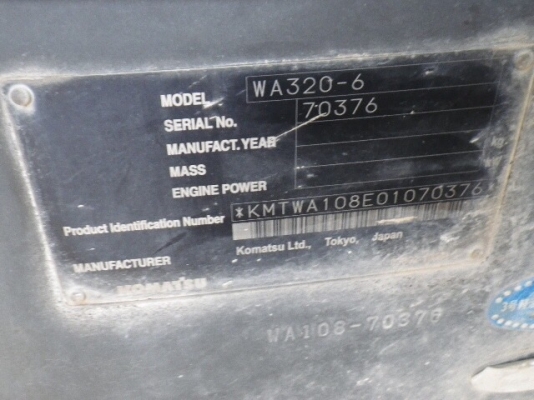 MODEL WA320-6
SERIAL No. 70376
MANUFACT. YEAR
MASS kg
ENGINE POWER
Product Identification Number *KMTWA108E01070376*
MANUFACTURER Komatsu Ltd., Tokyo, Japan
KOMATSU
WA108-70376